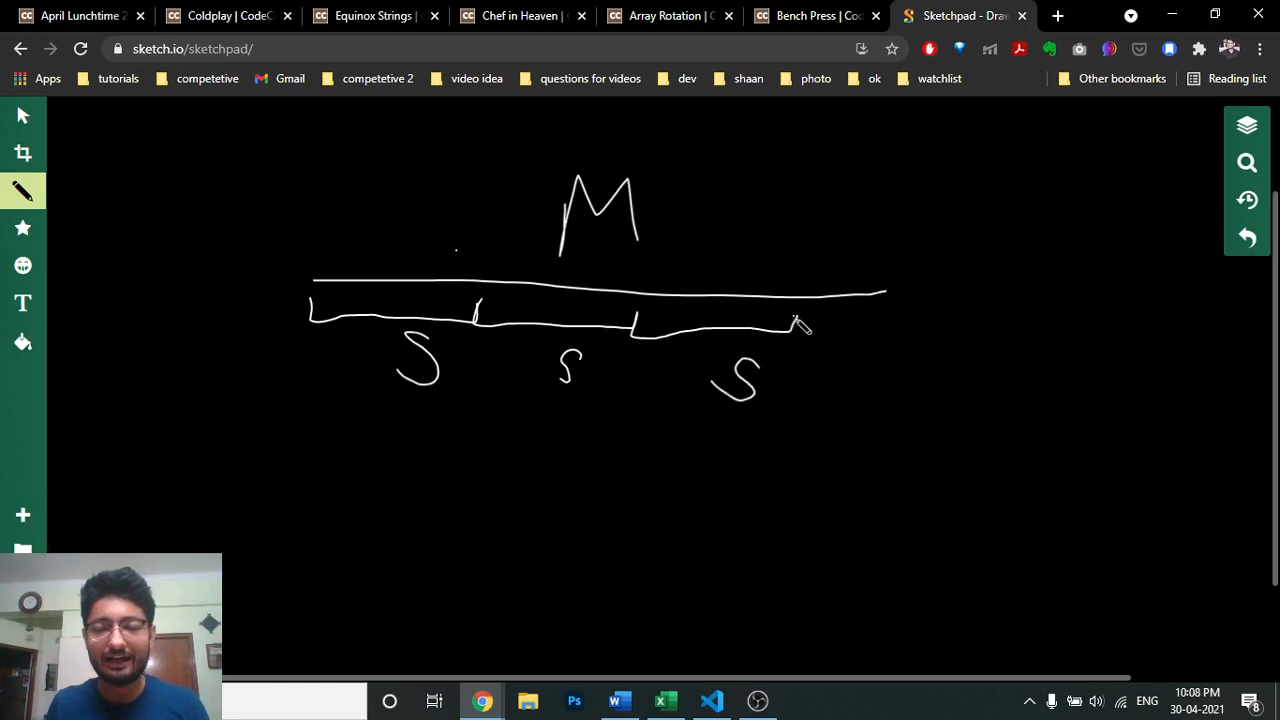 April Lunchtime 2
Coldplay | CodeC
Equinox Strings |
Chef in Heaven | C
Array Rotation | C
Bench Press | Cod
Sketchpad - Draw
sketch.io/sketchpad/
Apps
tutorials
competetive
Gmail
competetive 2
video idea
questions for videos
dev
shaan
photo
ok
watchlist
Other bookmarks
Reading list
M
S S S
ENG
10:08 PM
30-04-2021
8